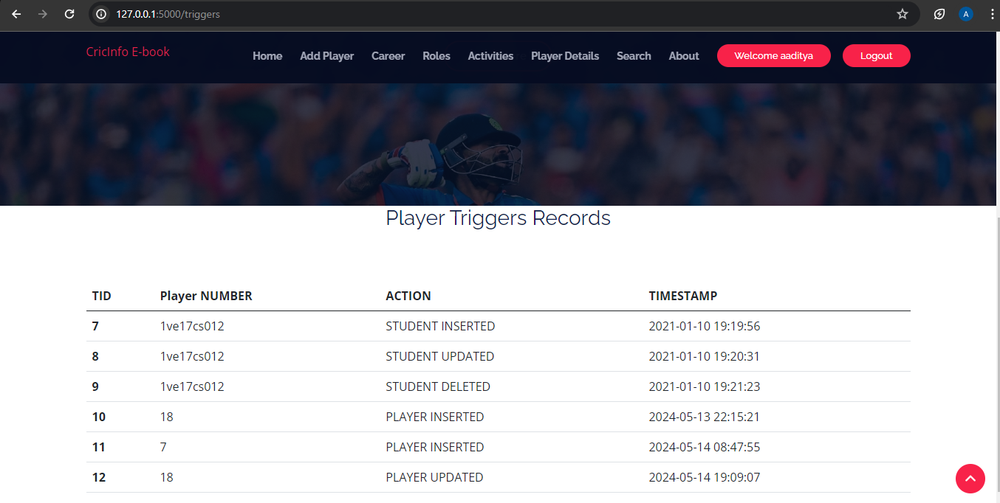 127.0.0.1:5000/triggers
A
CricInfo E-book
Home Add Player Career Roles Activities Player Details Search About Welcome aaditya Logout
Player Triggers Records
TID Player NUMBER ACTION TIMESTAMP
7 1ve17cs012 STUDENT INSERTED 2021-01-10 19:19:56
8 1ve17cs012 STUDENT UPDATED 2021-01-10 19:20:31
9 1ve17cs012 STUDENT DELETED 2021-01-10 19:21:23
10 18 PLAYER INSERTED 2024-05-13 22:15:21
11 7 PLAYER INSERTED 2024-05-14 08:47:55
12 18 PLAYER UPDATED 2024-05-14 19:09:07